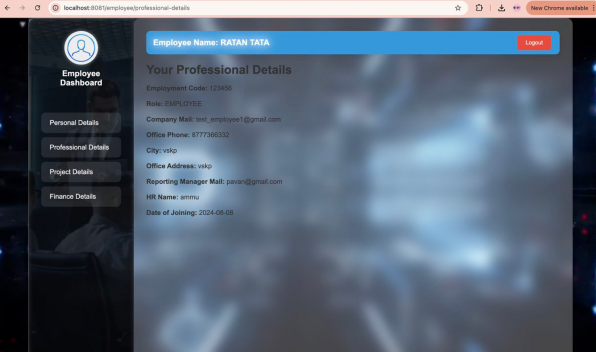 localhost:8081/employee/professional-details
New Chrome available
Employee Dashboard
Personal Details
Professional Details
Project Details
Finance Details
Employee Name: RATAN TATA
Logout
Your Professional Details
Employment Code: 123456
Role: EMPLOYEE
Company Mail: test_employee1@gmail.com
Office Phone: 8777366332
City: vskp
Office Address: vskp
Reporting Manager Mail: pavan@gmail.com
HR Name: ammu
Date of Joining: 2024-08-08